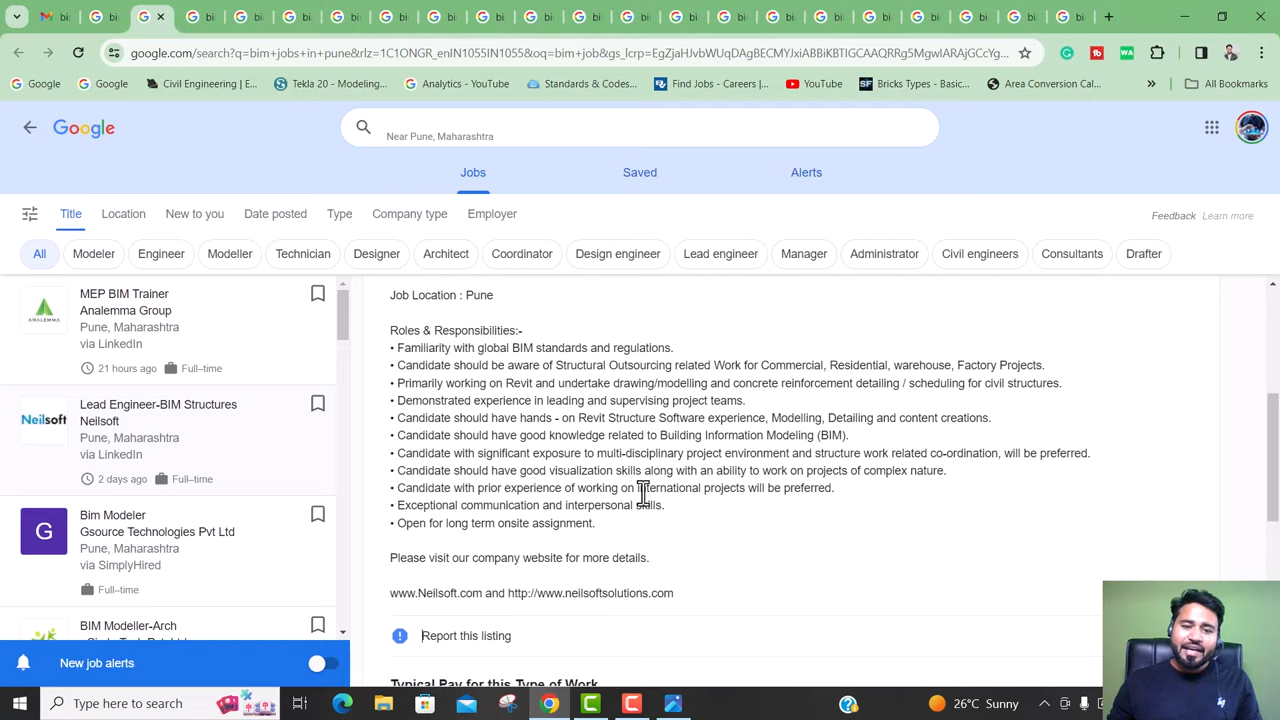 google.com/search?q=bim+jobs+in+pune&rlz=1C1ONGR_enIN1055IN1055&oq=bim+job&gs_lcrp=EgZjaHJvbWUqDAgBECMYJxiABBiKBTIGCAAQRRg5MgwIARAjGCcYg...
Google
Google
Civil Engineering | E...
Tekla 20 - Modeling...
Analytics - YouTube
Standards & Codes...
Find Jobs - Careers |...
YouTube
Bricks Types - Basic...
Area Conversion Cal...
»
All Bookmarks
Google
Near Pune, Maharashtra
Jobs
Saved
Alerts
Title
Location
New to you
Date posted
Type
Company type
Employer
Feedback
Learn more
All
Modeler
Engineer
Modeller
Technician
Designer
Architect
Coordinator
Design engineer
Lead engineer
Manager
Administrator
Civil engineers
Consultants
Drafter
ANALEMMA
MEP BIM Trainer
Analemma Group
Pune, Maharashtra
via LinkedIn
21 hours ago
Full–time
Neilsoft
Lead Engineer-BIM Structures
Neilsoft
Pune, Maharashtra
via LinkedIn
2 days ago
Full–time
G
Bim Modeler
Gsource Technologies Pvt Ltd
Pune, Maharashtra
via SimplyHired
Full–time
BIM Modeller-Arch
New job alerts
Job Location : Pune
Roles & Responsibilities:-
• Familiarity with global BIM standards and regulations.
• Candidate should be aware of Structural Outsourcing related Work for Commercial, Residential, warehouse, Factory Projects.
• Primarily working on Revit and undertake drawing/modelling and concrete reinforcement detailing / scheduling for civil structures.
• Demonstrated experience in leading and supervising project teams.
• Candidate should have hands - on Revit Structure Software experience, Modelling, Detailing and content creations.
• Candidate should have good knowledge related to Building Information Modeling (BIM).
• Candidate with significant exposure to multi-disciplinary project environment and structure work related co-ordination, will be preferred.
• Candidate should have good visualization skills along with an ability to work on projects of complex nature.
• Candidate with prior experience of working on international projects will be preferred.
• Exceptional communication and interpersonal skills.
• Open for long term onsite assignment.
Please visit our company website for more details.
www.Neilsoft.com and http://www.neilsoftsolutions.com
Report this listing
Typical Pay for this Type of Work
Type here to search
26°C Sunny